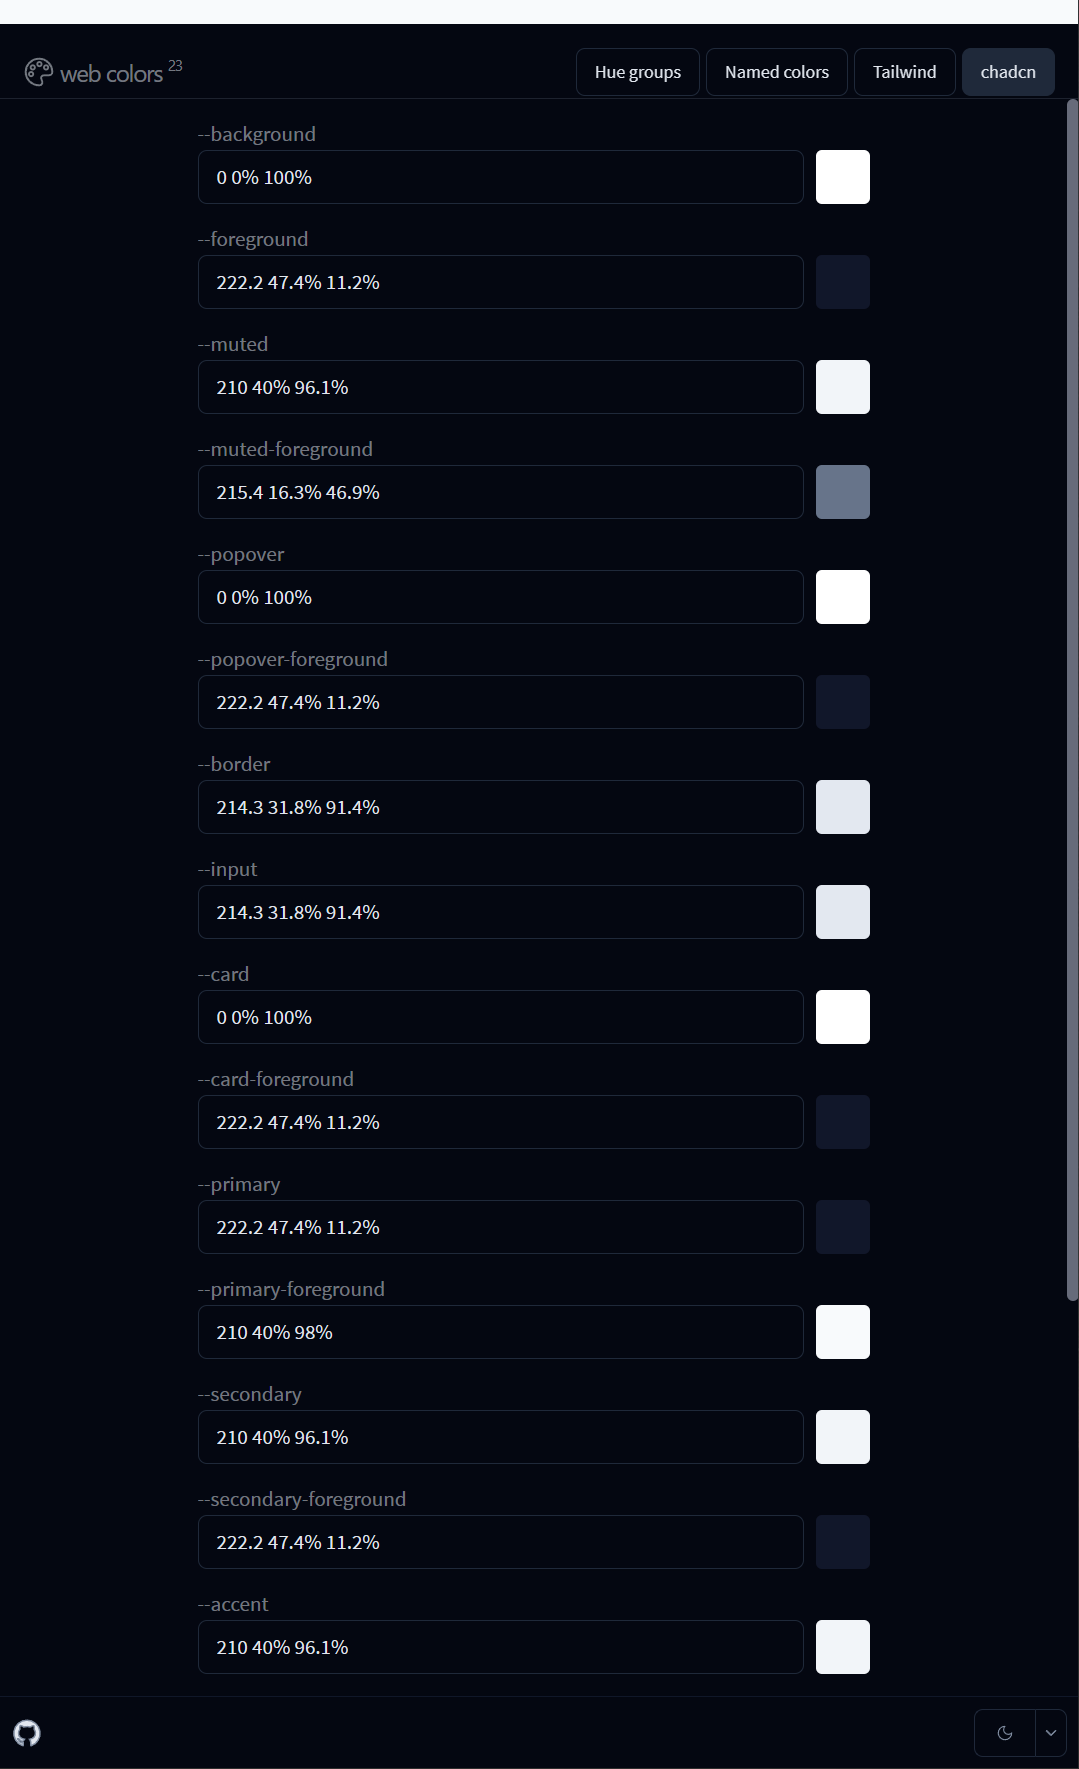 web colors 23
Hue groups
Named colors
Tailwind
chadcn
--background
0 0% 100%
--foreground
222.2 47.4% 11.2%
--muted
210 40% 96.1%
--muted-foreground
215.4 16.3% 46.9%
--popover
0 0% 100%
--popover-foreground
222.2 47.4% 11.2%
--border
214.3 31.8% 91.4%
--input
214.3 31.8% 91.4%
--card
0 0% 100%
--card-foreground
222.2 47.4% 11.2%
--primary
222.2 47.4% 11.2%
--primary-foreground
210 40% 98%
--secondary
210 40% 96.1%
--secondary-foreground
222.2 47.4% 11.2%
--accent
210 40% 96.1%